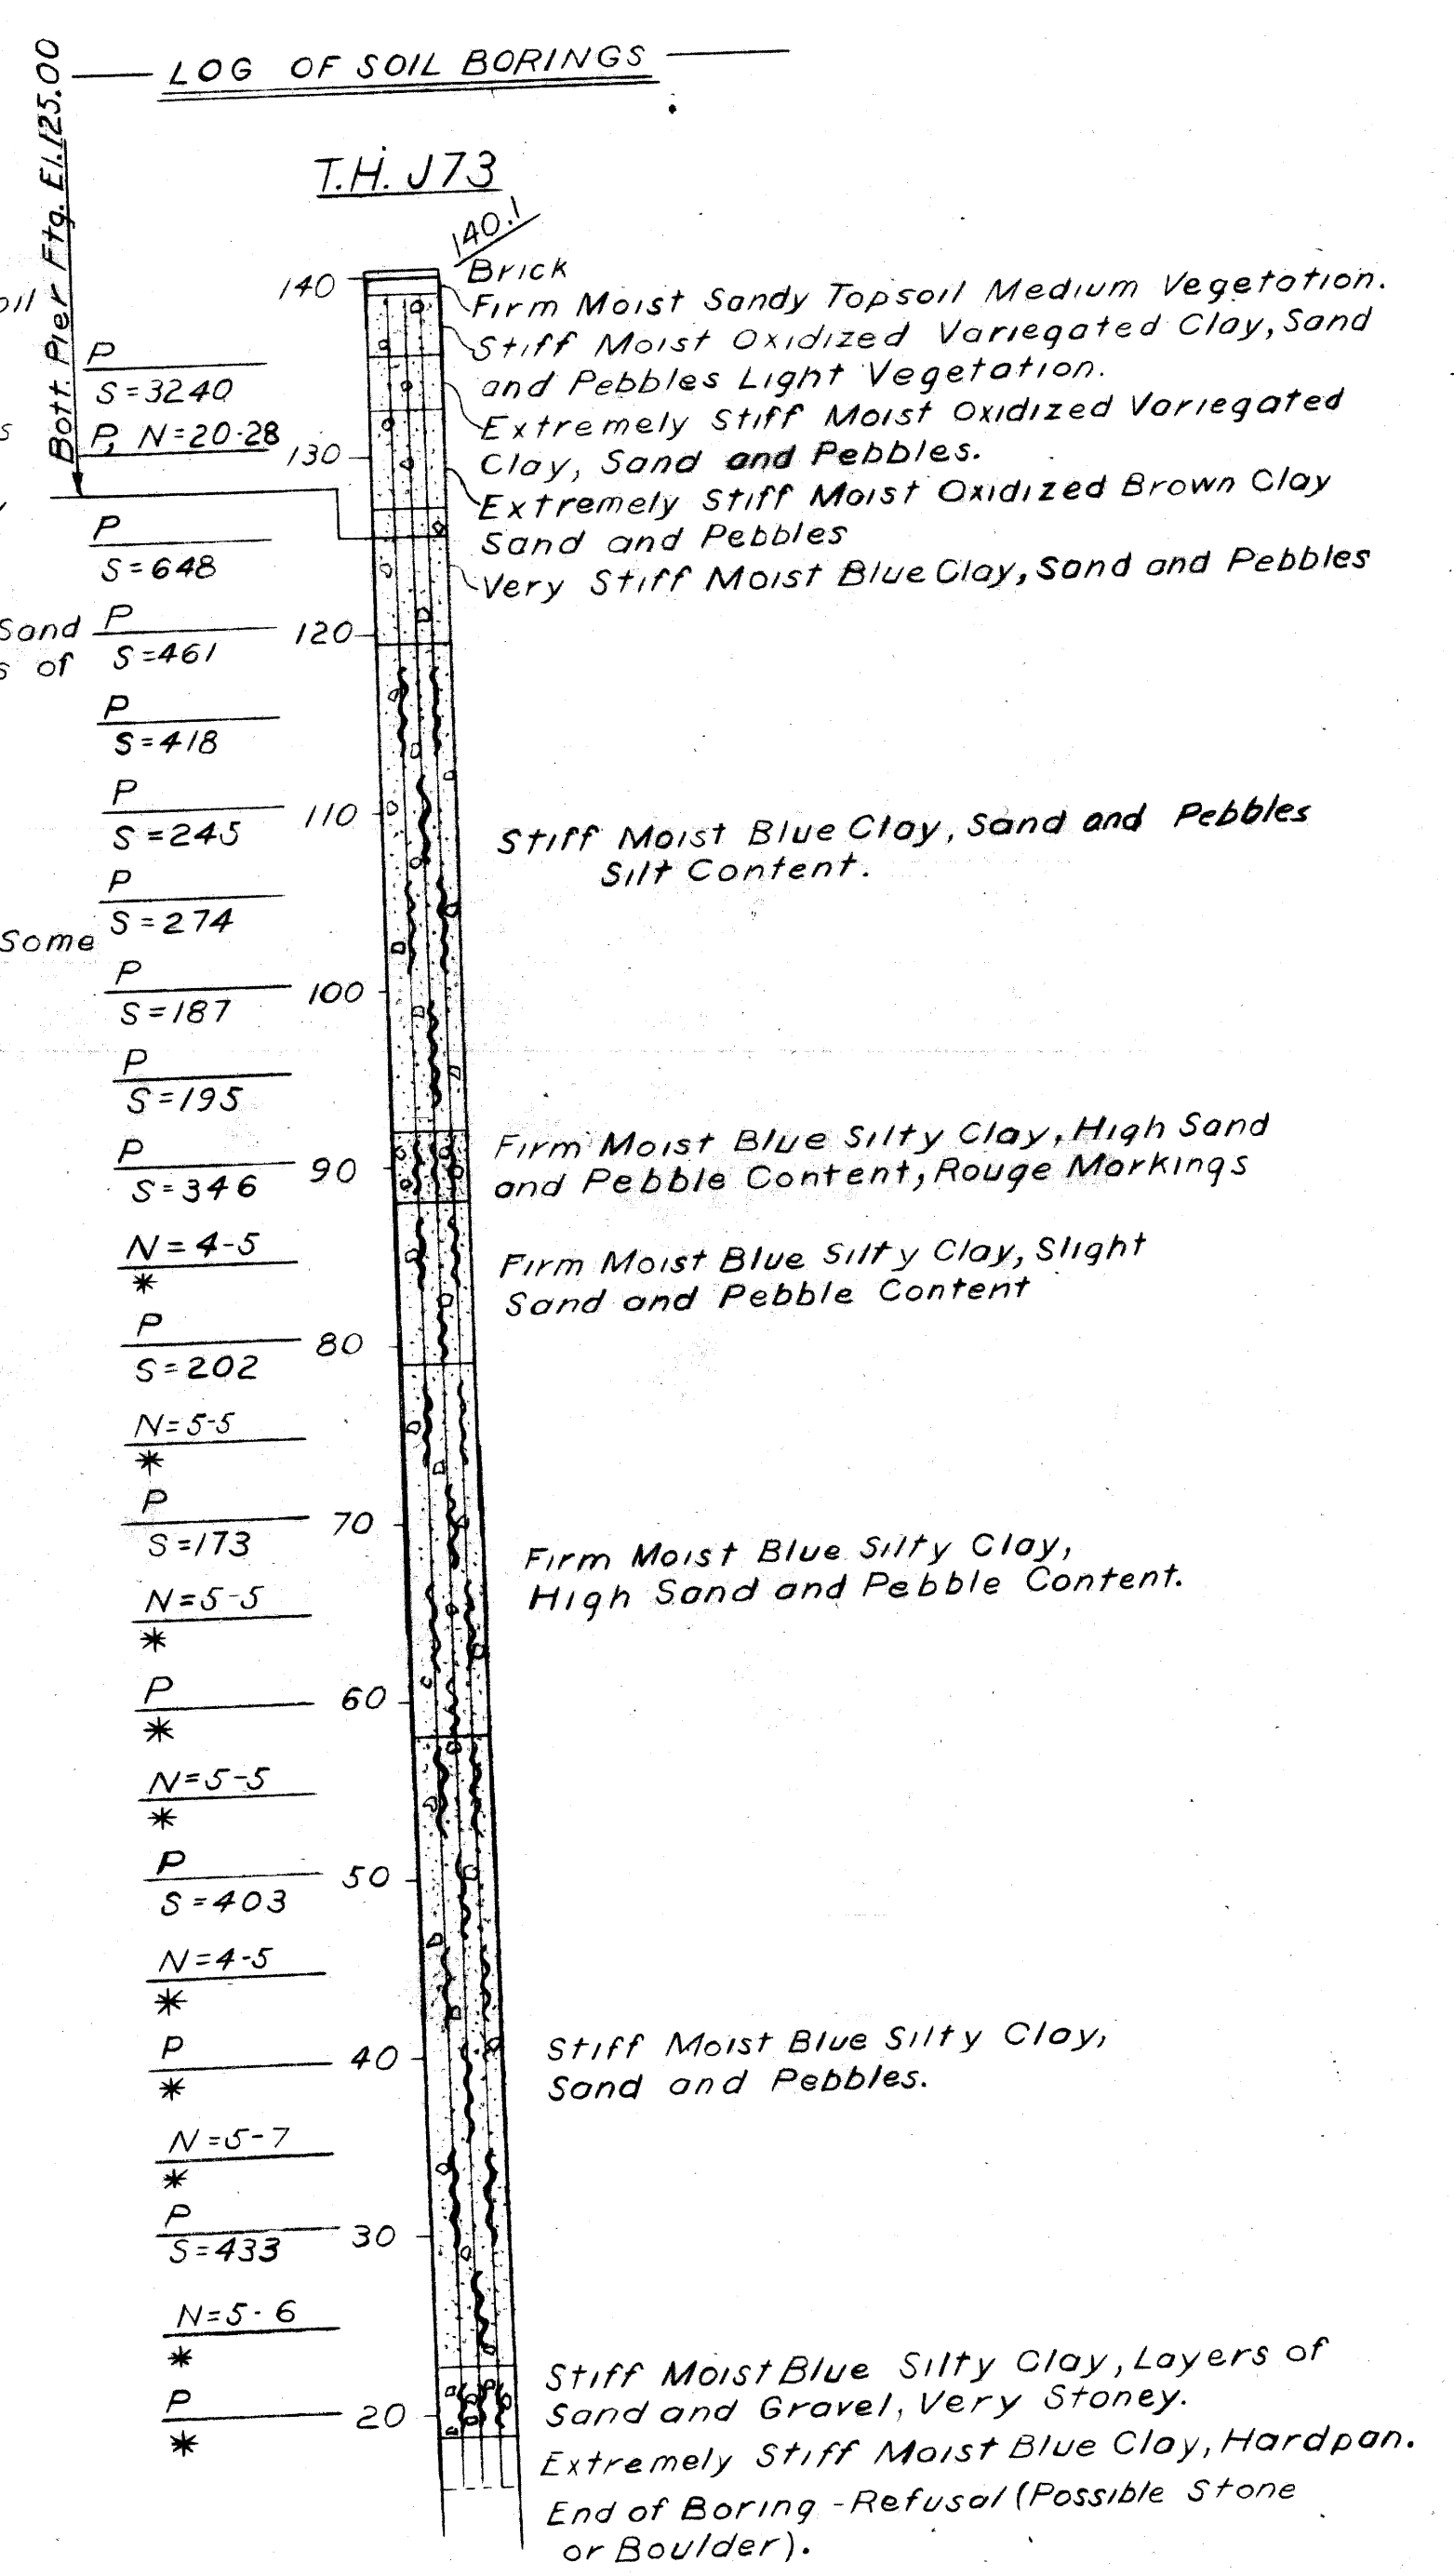 LOG OF SOIL BORINGS
Bott. Pier Ftg. El. 125.00
T.H. J73
140.1
Brick
140
Firm Moist Sandy Topsoil Medium Vegetation.
Stiff Moist Oxidized Variegated Clay, Sand
and Pebbles Light Vegetation.
P
S=3240
Extremely Stiff Moist Oxidized Variegated
Clay, Sand and Pebbles.
P, N=20-28
130
Extremely Stiff Moist Oxidized Brown Clay
Sand and Pebbles
P
S=648
Very Stiff Moist Blue Clay, Sand and Pebbles
Sand
P
120
S=461
s of
P
S=418
P
110
S=245
Stiff Moist Blue Clay, Sand and Pebbles
Silt Content.
P
S=274
Some
P
100
S=187
P
S=195
Firm Moist Blue Silty Clay, High Sand
and Pebble Content, Rouge Markings
P
90
S=346
N=4-5
*
Firm Moist Blue Silty Clay, Slight
Sand and Pebble Content
P
80
S=202
N=5-5
*
P
70
S=173
Firm Moist Blue Silty Clay,
High Sand and Pebble Content.
N=5-5
*
P
60
*
N=5-5
*
P
50
S=403
N=4-5
*
P
40
*
Stiff Moist Blue Silty Clay,
Sand and Pebbles.
N=5-7
*
P
30
S=433
N=5-6
*
Stiff Moist Blue Silty Clay, Layers of
Sand and Gravel, Very Stoney.
P
20
*
Extremely Stiff Moist Blue Clay, Hardpan.
End of Boring - Refusal (Possible Stone
or Boulder).